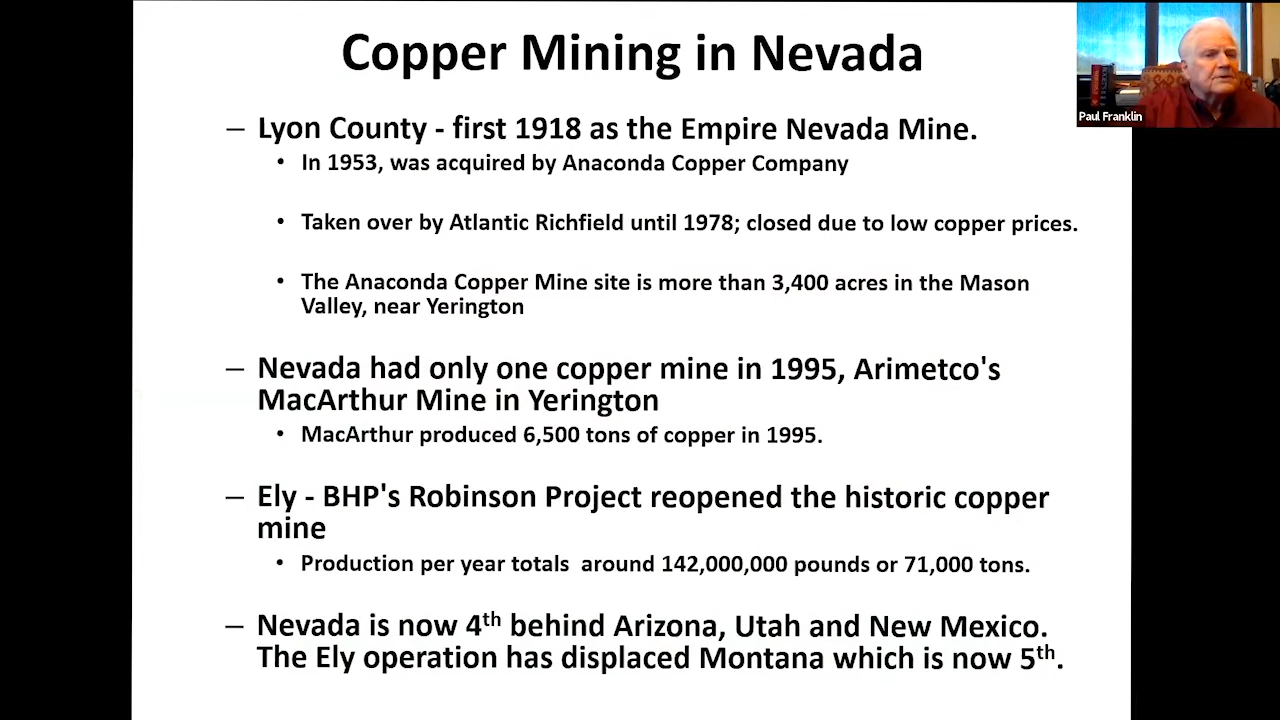 Copper Mining in Nevada
– Lyon County - first 1918 as the Empire Nevada Mine.
• In 1953, was acquired by Anaconda Copper Company
• Taken over by Atlantic Richfield until 1978; closed due to low copper prices.
• The Anaconda Copper Mine site is more than 3,400 acres in the Mason
Valley, near Yerington
– Nevada had only one copper mine in 1995, Arimetco's
MacArthur Mine in Yerington
• MacArthur produced 6,500 tons of copper in 1995.
– Ely - BHP's Robinson Project reopened the historic copper
mine
• Production per year totals around 142,000,000 pounds or 71,000 tons.
– Nevada is now 4th behind Arizona, Utah and New Mexico.
The Ely operation has displaced Montana which is now 5th.
Paul Franklin